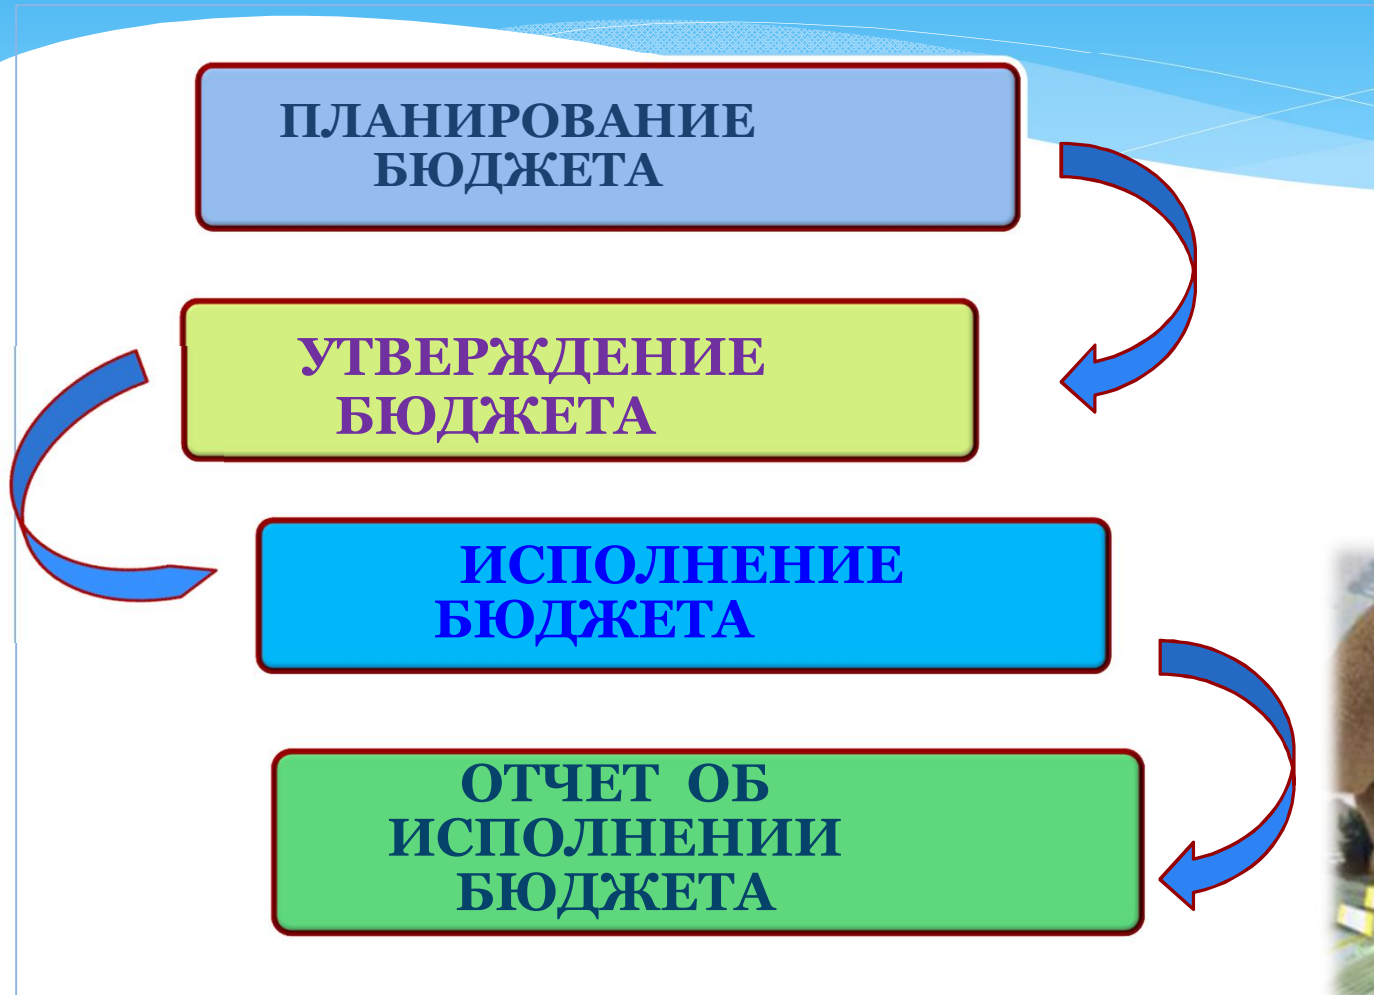 ПЛАНИРОВАНИЕ
БЮДЖЕТА
УТВЕРЖДЕНИЕ
БЮДЖЕТА
ИСПОЛНЕНИЕ
БЮДЖЕТА
ОТЧЕТ ОБ
ИСПОЛНЕНИИ
БЮДЖЕТА